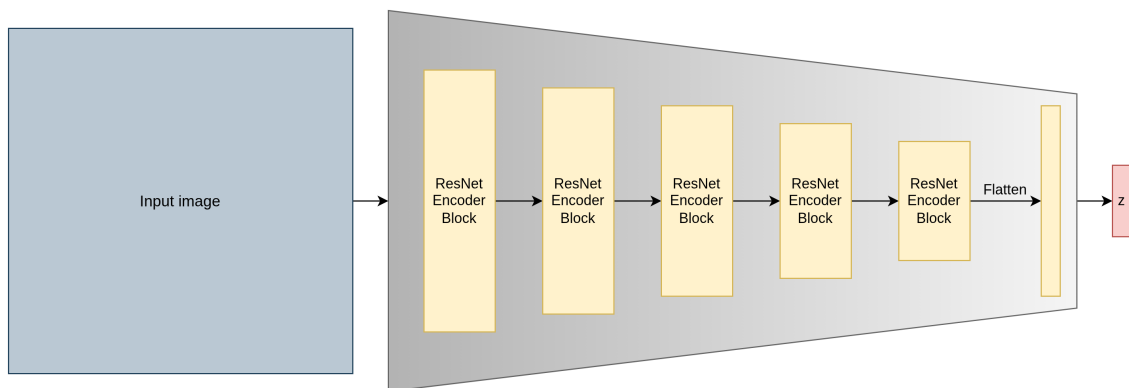 Input image
ResNet
Encoder
Block
ResNet
Encoder
Block
ResNet
Encoder
Block
ResNet
Encoder
Block
ResNet
Encoder
Block
Flatten
z